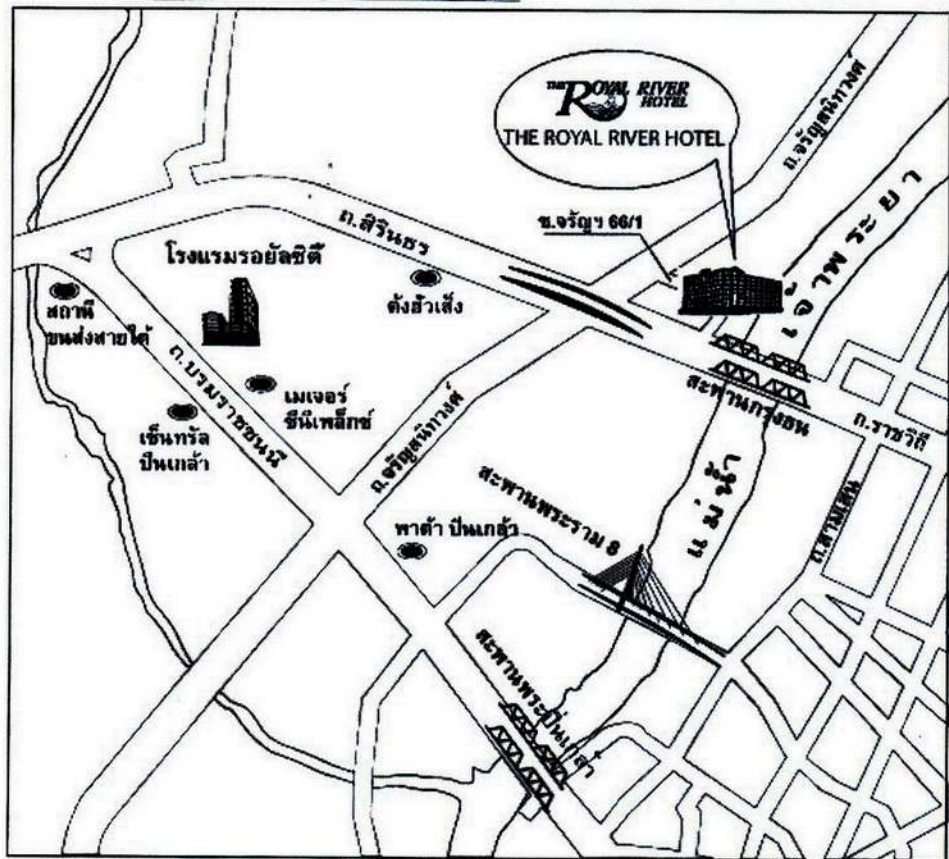 THE ROYAL RIVER
HOTEL
THE ROYAL RIVER HOTEL
ถ.จรัญสนิทวงศ์
ถ.สิรินธร
ซ.จรัญฯ 66/1
โรงแรมรอยัลซิตี้
ตั้งฮั่วเส็ง
สถานี
ขนส่งสายใต้
แม่น้ำ เจ้าพระยา
สะพานกรุงธน
ถ.ราชวิถี
ถ.บรมราชชนนี
เมเจอร์
ซีนีเพล็กซ์
เซ็นทรัล
ปิ่นเกล้า
ถ.จรัญสนิทวงศ์
สะพานพระราม 8
ถ.สามเสน
พาต้า ปิ่นเกล้า
สะพานพระปิ่นเกล้า